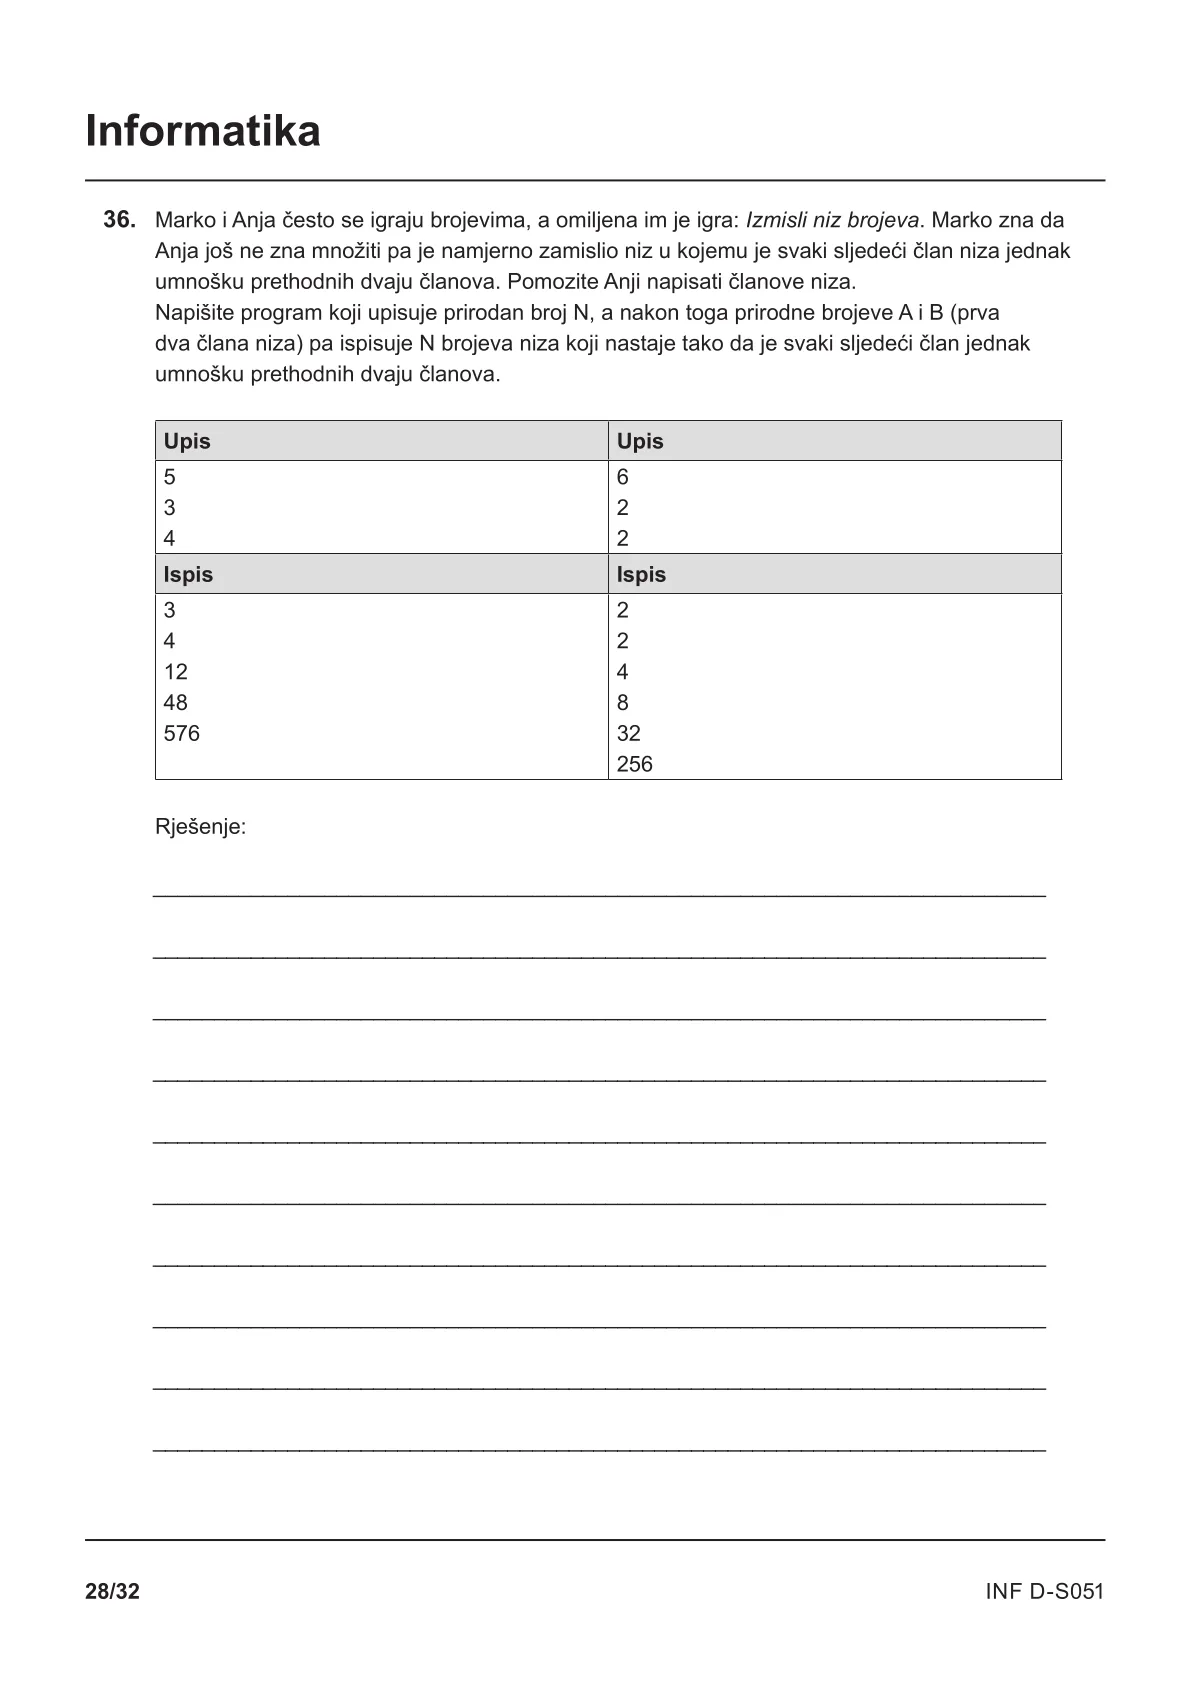 Informatika
36. Marko i Anja često se igraju brojevima, a omiljena im je igra: Izmisli niz brojeva. Marko zna da
Anja još ne zna množiti pa je namjerno zamislio niz u kojemu je svaki sljedeći član niza jednak
umnošku prethodnih dvaju članova. Pomozite Anji napisati članove niza.
Napišite program koji upisuje prirodan broj N, a nakon toga prirodne brojeve A i B (prva
dva člana niza) pa ispisuje N brojeva niza koji nastaje tako da je svaki sljedeći član jednak
umnošku prethodnih dvaju članova.
Upis Upis
5 6
3 2
4 2
Ispis Ispis
3 2
4 2
12 4
48 8
576 32
256
Rješenje:
28/32 INF D-S051